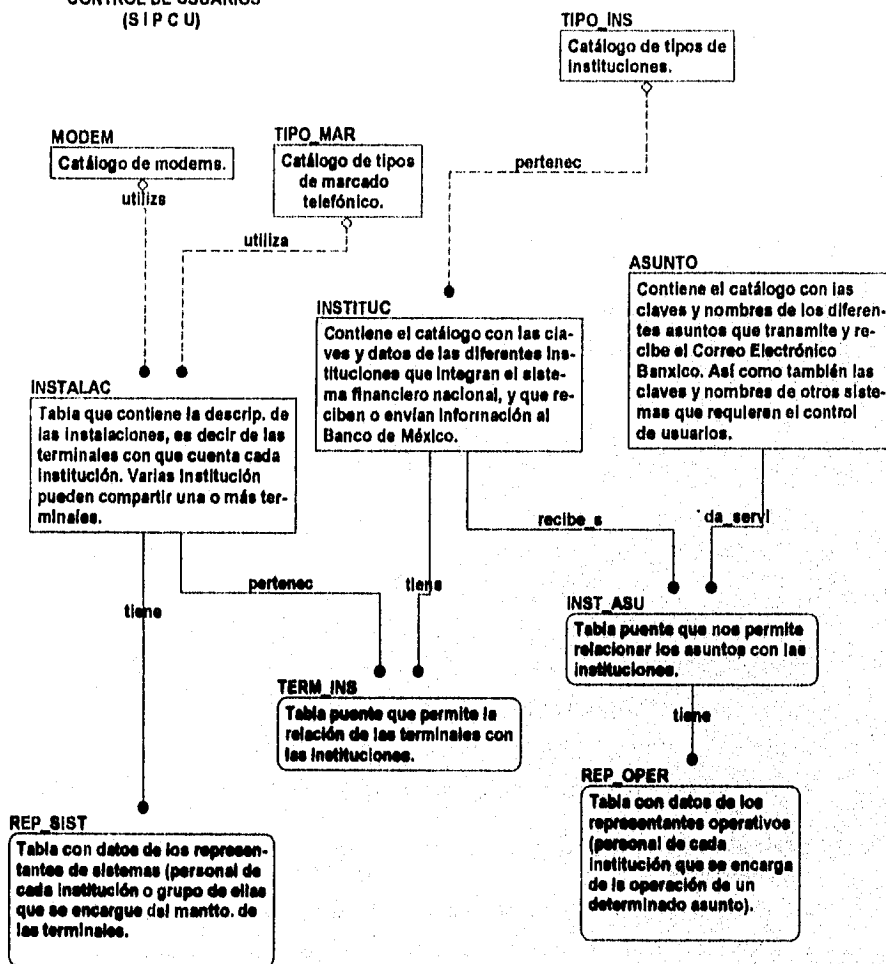 CONTROL DE USUARIOS
(S I P C U)
TIPO_INS
Catálogo de tipos de
instituciones.
MODEM
Catálogo de modems.
TIPO_MAR
Catálogo de tipos
de marcado
telefónico.
utiliza
utiliza
pertenec
INSTALAC
Tabla que contiene la descrip. de
las instalaciones, es decir de las
terminales con que cuenta cada
institución. Varias institución
pueden compartir una o más ter-
minales.
INSTITUC
Contiene el catálogo con las cla-
ves y datos de las diferentes ins-
tituciones que integran el siste-
ma financiero nacional, y que re-
ciben o envían información al
Banco de México.
ASUNTO
Contiene el catálogo con las
claves y nombres de los diferen-
tes asuntos que transmite y re-
cibe el Correo Electrónico
Banxico. Así como también las
claves y nombres de otros siste-
mas que requieren el control
de usuarios.
recibe_s
da_servi
tiene
pertenec
tiene
TERM_INS
Tabla puente que permite la
relación de las terminales con
las instituciones.
INST_ASU
Tabla puente que nos permite
relacionar los asuntos con las
instituciones.
tiene
REP_SIST
Tabla con datos de los represen-
tantes de sistemas (personal de
cada institución o grupo de ellas
que se encargue del mantto. de
las terminales.
REP_OPER
Tabla con datos de los
representantes operativos
(personal de cada
institución que se encarga
de la operación de un
determinado asunto).